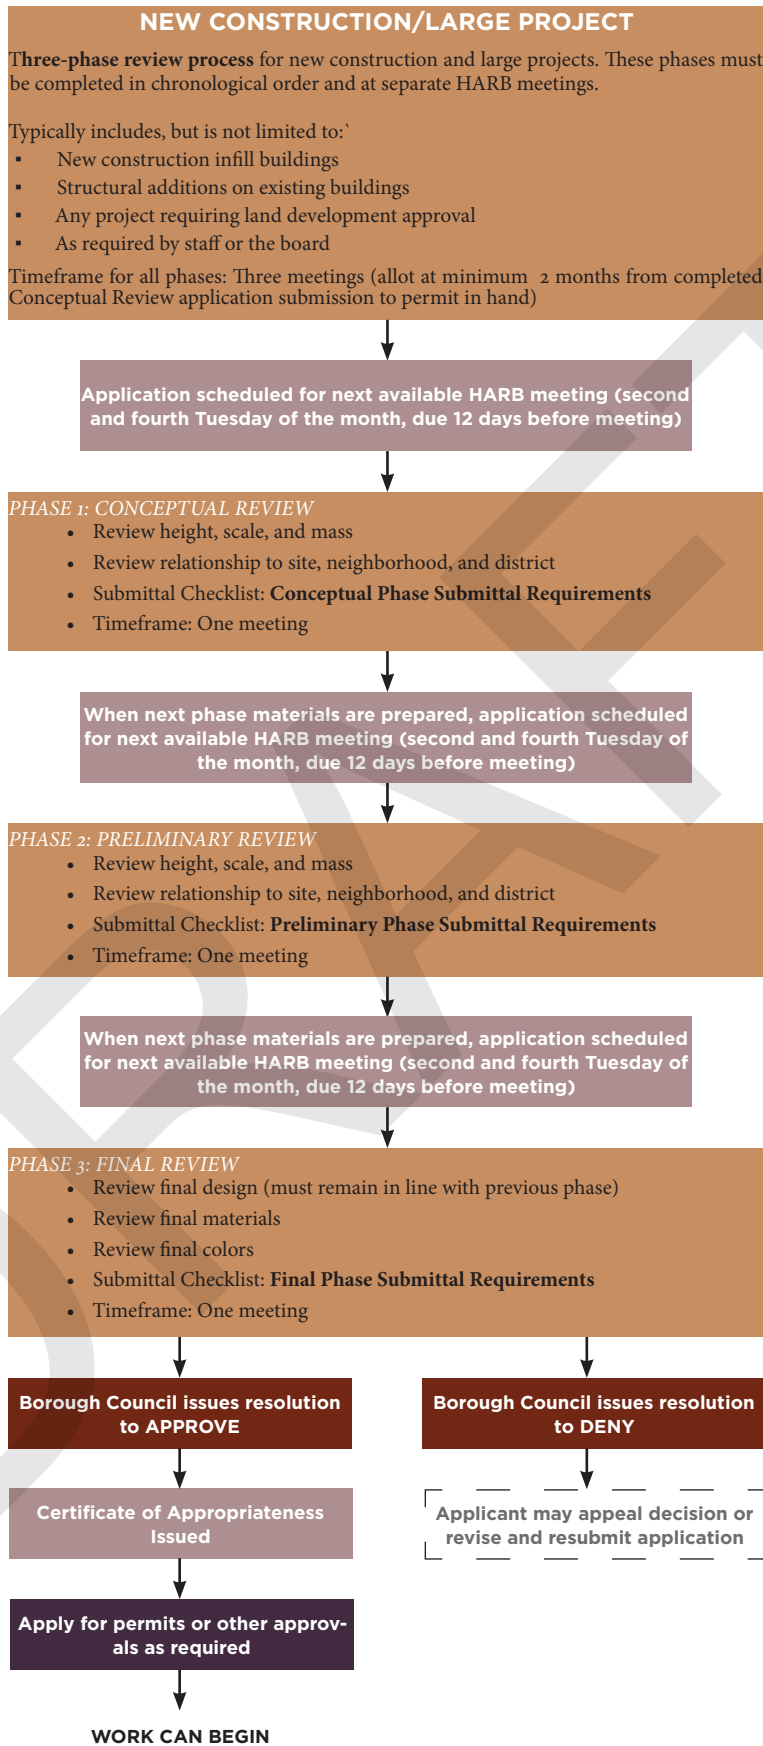 NEW CONSTRUCTION/LARGE PROJECT
Three-phase review process for new construction and large projects. These phases must
be completed in chronological order and at separate HARB meetings.
Typically includes, but is not limited to:`
▪ New construction infill buildings
▪ Structural additions on existing buildings
▪ Any project requiring land development approval
▪ As required by staff or the board
Timeframe for all phases: Three meetings (allot at minimum 2 months from completed
Conceptual Review application submission to permit in hand)
Application scheduled for next available HARB meeting (second
and fourth Tuesday of the month, due 12 days before meeting)
PHASE 1: CONCEPTUAL REVIEW
• Review height, scale, and mass
• Review relationship to site, neighborhood, and district
• Submittal Checklist: Conceptual Phase Submittal Requirements
• Timeframe: One meeting
When next phase materials are prepared, application scheduled
for next available HARB meeting (second and fourth Tuesday of
the month, due 12 days before meeting)
PHASE 2: PRELIMINARY REVIEW
• Review height, scale, and mass
• Review relationship to site, neighborhood, and district
• Submittal Checklist: Preliminary Phase Submittal Requirements
• Timeframe: One meeting
When next phase materials are prepared, application scheduled
for next available HARB meeting (second and fourth Tuesday of
the month, due 12 days before meeting)
PHASE 3: FINAL REVIEW
• Review final design (must remain in line with previous phase)
• Review final materials
• Review final colors
• Submittal Checklist: Final Phase Submittal Requirements
• Timeframe: One meeting
Borough Council issues resolution
to APPROVE
Borough Council issues resolution
to DENY
Certificate of Appropriateness
Issued
Applicant may appeal decision or
revise and resubmit application
Apply for permits or other approv-
als as required
WORK CAN BEGIN
DRAFT